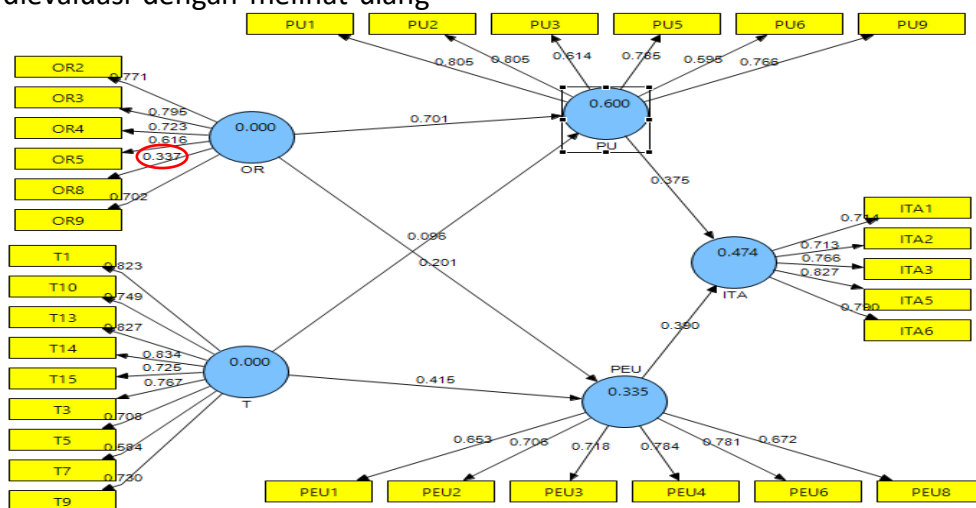 dievaluasi dengan melihat ulang
PU1 PU2 PU3 PU5 PU6 PU9
0.805 0.805 0.614 0.785 0.595 0.766
OR2
0.771
OR3
0.795
OR4
0.723
0.616
OR5
0.337
OR8
0.702
OR9
0.000
OR
0.701
0.600
PU
0.375
0.096
0.201
T1
0.823
T10
0.749
T13
0.827
T14
0.834
0.725
T15
0.767
T3
0.708
T5
0.584
T7
0.730
T9
0.000
T
0.415
ITA1
0.714
ITA2
0.713
0.766
ITA3
0.827
ITA5
0.790
ITA6
0.474
ITA
0.390
PEU
0.335
0.653 0.706 0.718 0.784 0.781 0.672
PEU1 PEU2 PEU3 PEU4 PEU6 PEU8